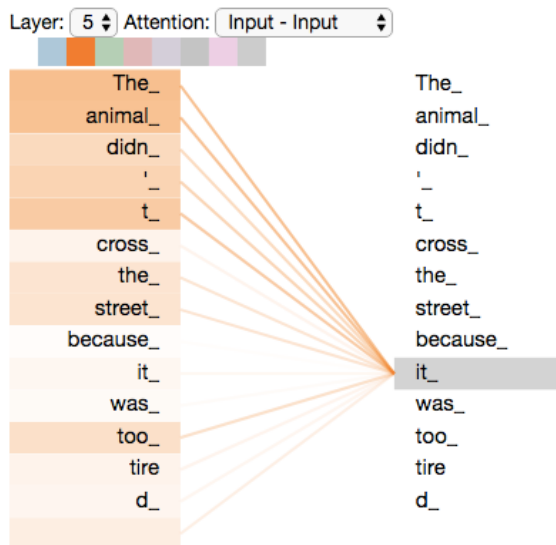 Layer: 5 Attention: Input - Input
The_ The_
animal_ animal_
didn_ didn_
'_ '_
t_ t_
cross_ cross_
the_ the_
street_ street_
because_ because_
it_ it_
was_ was_
too_ too_
tire tire
d_ d_